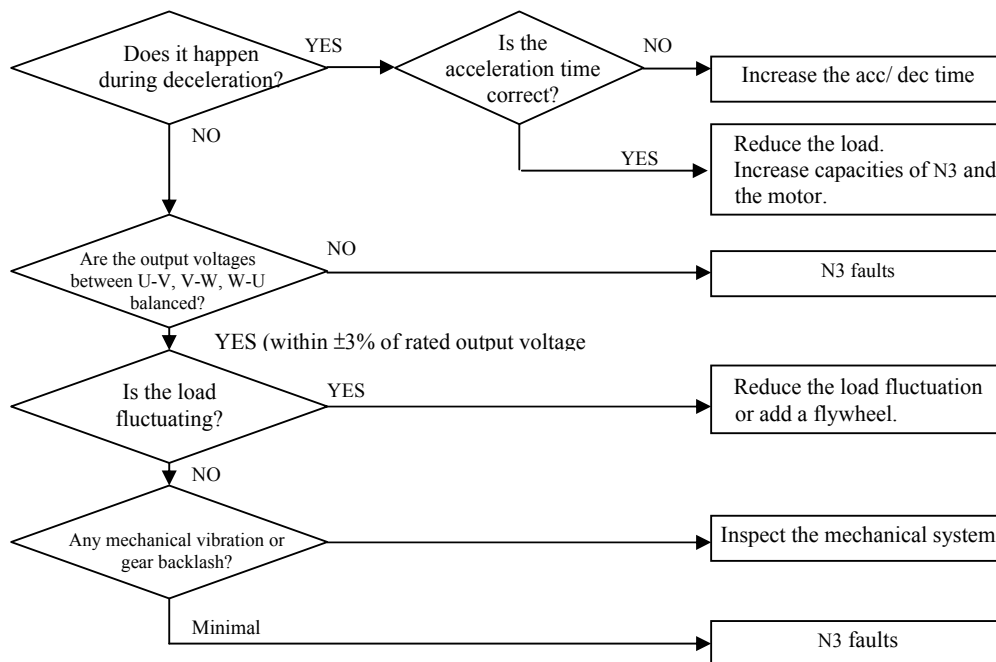 Does it happen
during deceleration?
YES
Is the
acceleration time
correct?
NO
Increase the acc/ dec time
NO
YES
Reduce the load.
Increase capacities of N3 and
the motor.
Are the output voltages
between U-V, V-W, W-U
balanced?
NO
N3 faults
YES (within ±3% of rated output voltage
Is the load
fluctuating?
YES
Reduce the load fluctuation
or add a flywheel.
NO
Any mechanical vibration or
gear backlash?
Inspect the mechanical system
Minimal
N3 faults